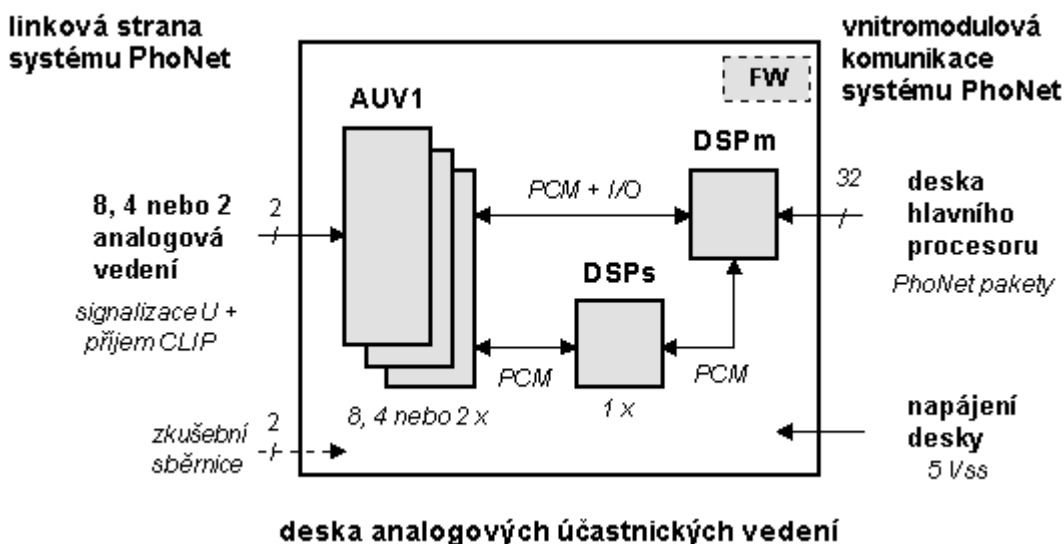 linková strana
systému PhoNet
vnitromodulová
komunikace
systému PhoNet
FW
AUV1
DSPm
8, 4 nebo 2
analogová
vedení
2
PCM + I/O
32
deska
hlavního
procesoru
PhoNet pakety
signalizace U +
příjem CLIP
DSPs
PCM
PCM
8, 4 nebo 2 x
1 x
zkušební
sběrnice
2
napájení
desky
5 Vss
deska analogových účastnických vedení